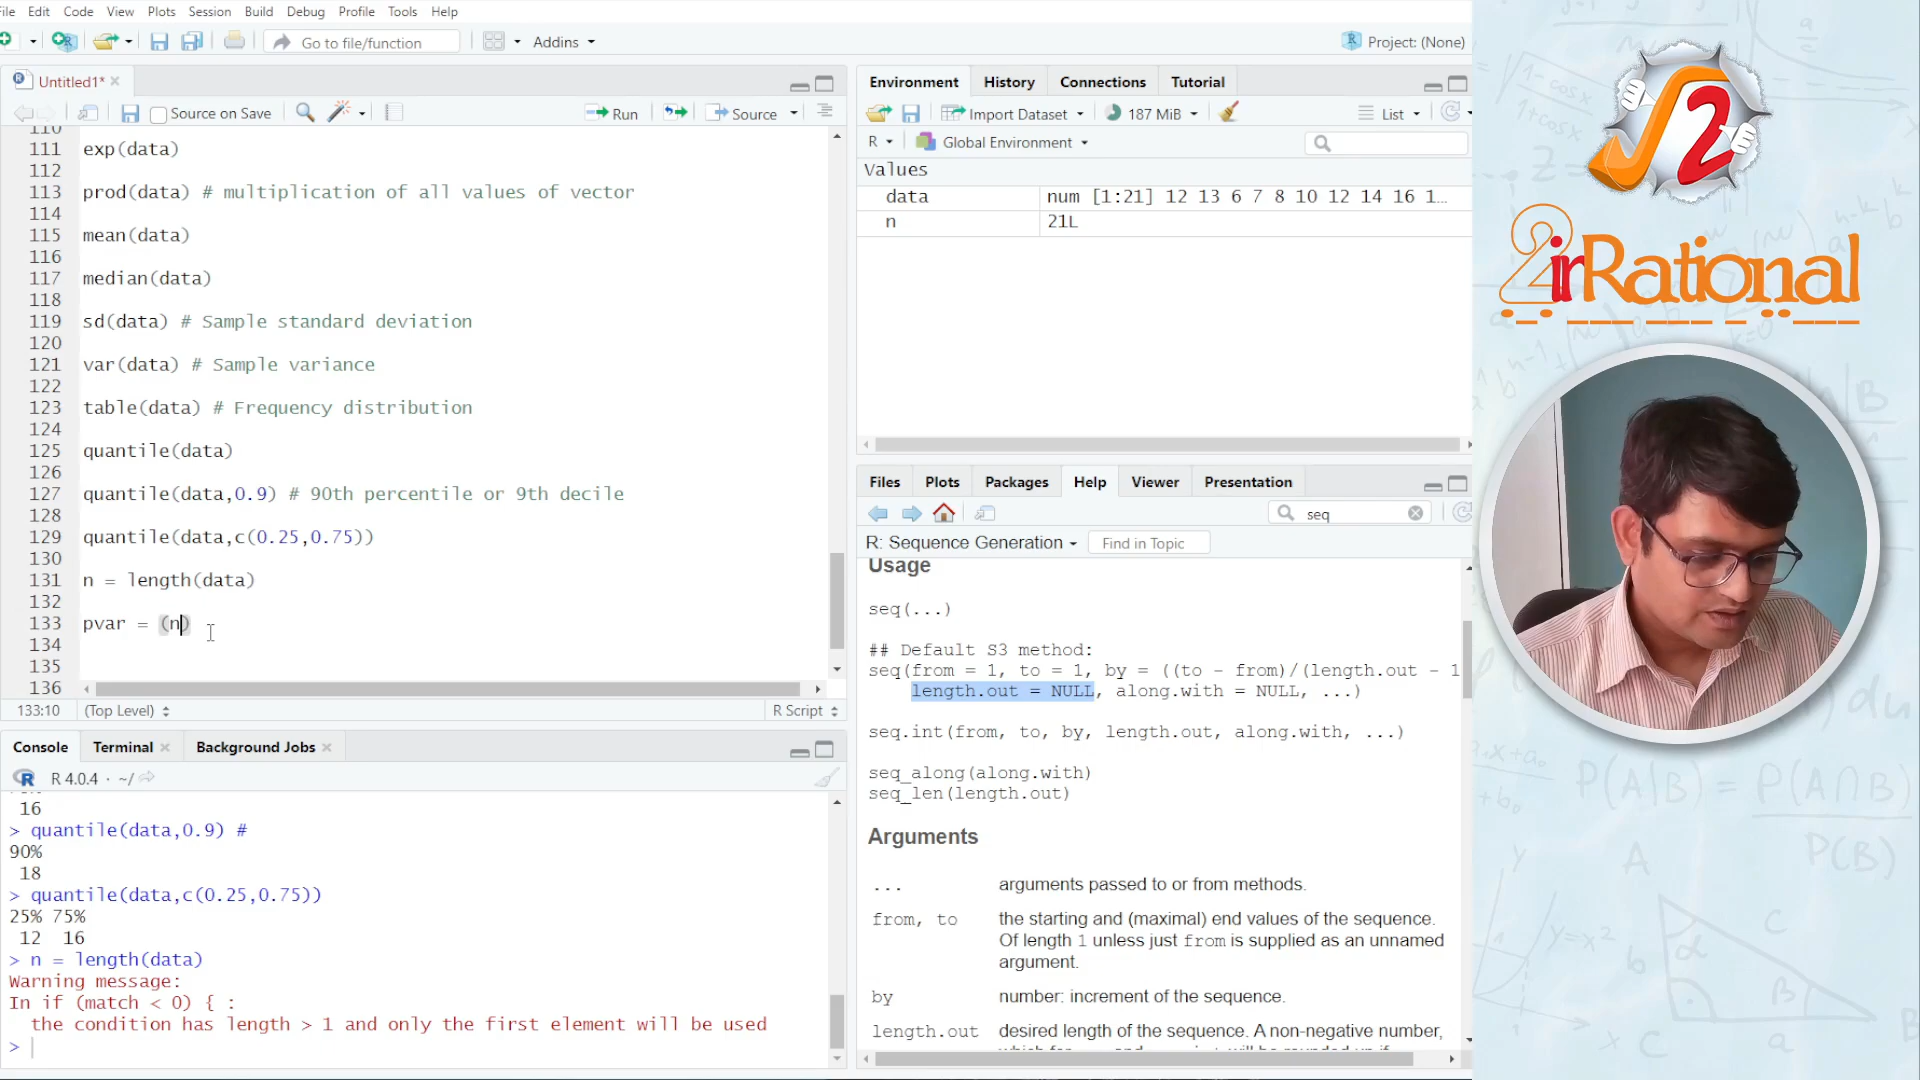 File Edit Code View Plots Session Build Debug Profile Tools Help
Go to file/function
Addins
Project: (None)
Untitled1*
Source on Save
Run
Source
110
111 exp(data)
112
113 prod(data) # multiplication of all values of vector
114
115 mean(data)
116
117 median(data)
118
119 sd(data) # Sample standard deviation
120
121 var(data) # Sample variance
122
123 table(data) # Frequency distribution
124
125 quantile(data)
126
127 quantile(data,0.9) # 90th percentile or 9th decile
128
129 quantile(data,c(0.25,0.75))
130
131 n = length(data)
132
133 pvar = (n)
134
135
136
133:10 (Top Level) R Script
Console Terminal Background Jobs
R 4.0.4 · ~/
16
> quantile(data,0.9) #
90%
18
> quantile(data,c(0.25,0.75))
25% 75%
12 16
> n = length(data)
Warning message:
In if (match < 0) { :
the condition has length > 1 and only the first element will be used
>
Environment History Connections Tutorial
Import Dataset 187 MiB List
R Global Environment
Values
data num [1:21] 12 13 6 7 8 10 12 14 16 1…
n 21L
Files Plots Packages Help Viewer Presentation
seq
R: Sequence Generation Find in Topic
Usage
seq(...)
## Default S3 method:
seq(from = 1, to = 1, by = ((to - from)/(length.out - 1
length.out = NULL, along.with = NULL, ...)
seq.int(from, to, by, length.out, along.with, ...)
seq_along(along.with)
seq_len(length.out)
Arguments
... arguments passed to or from methods.
from, to the starting and (maximal) end values of the sequence.
Of length 1 unless just from is supplied as an unnamed
argument.
by number: increment of the sequence.
length.out desired length of the sequence. A non-negative number,
√2
2irRational
P(A|B) = P(A∩B)
P(B)